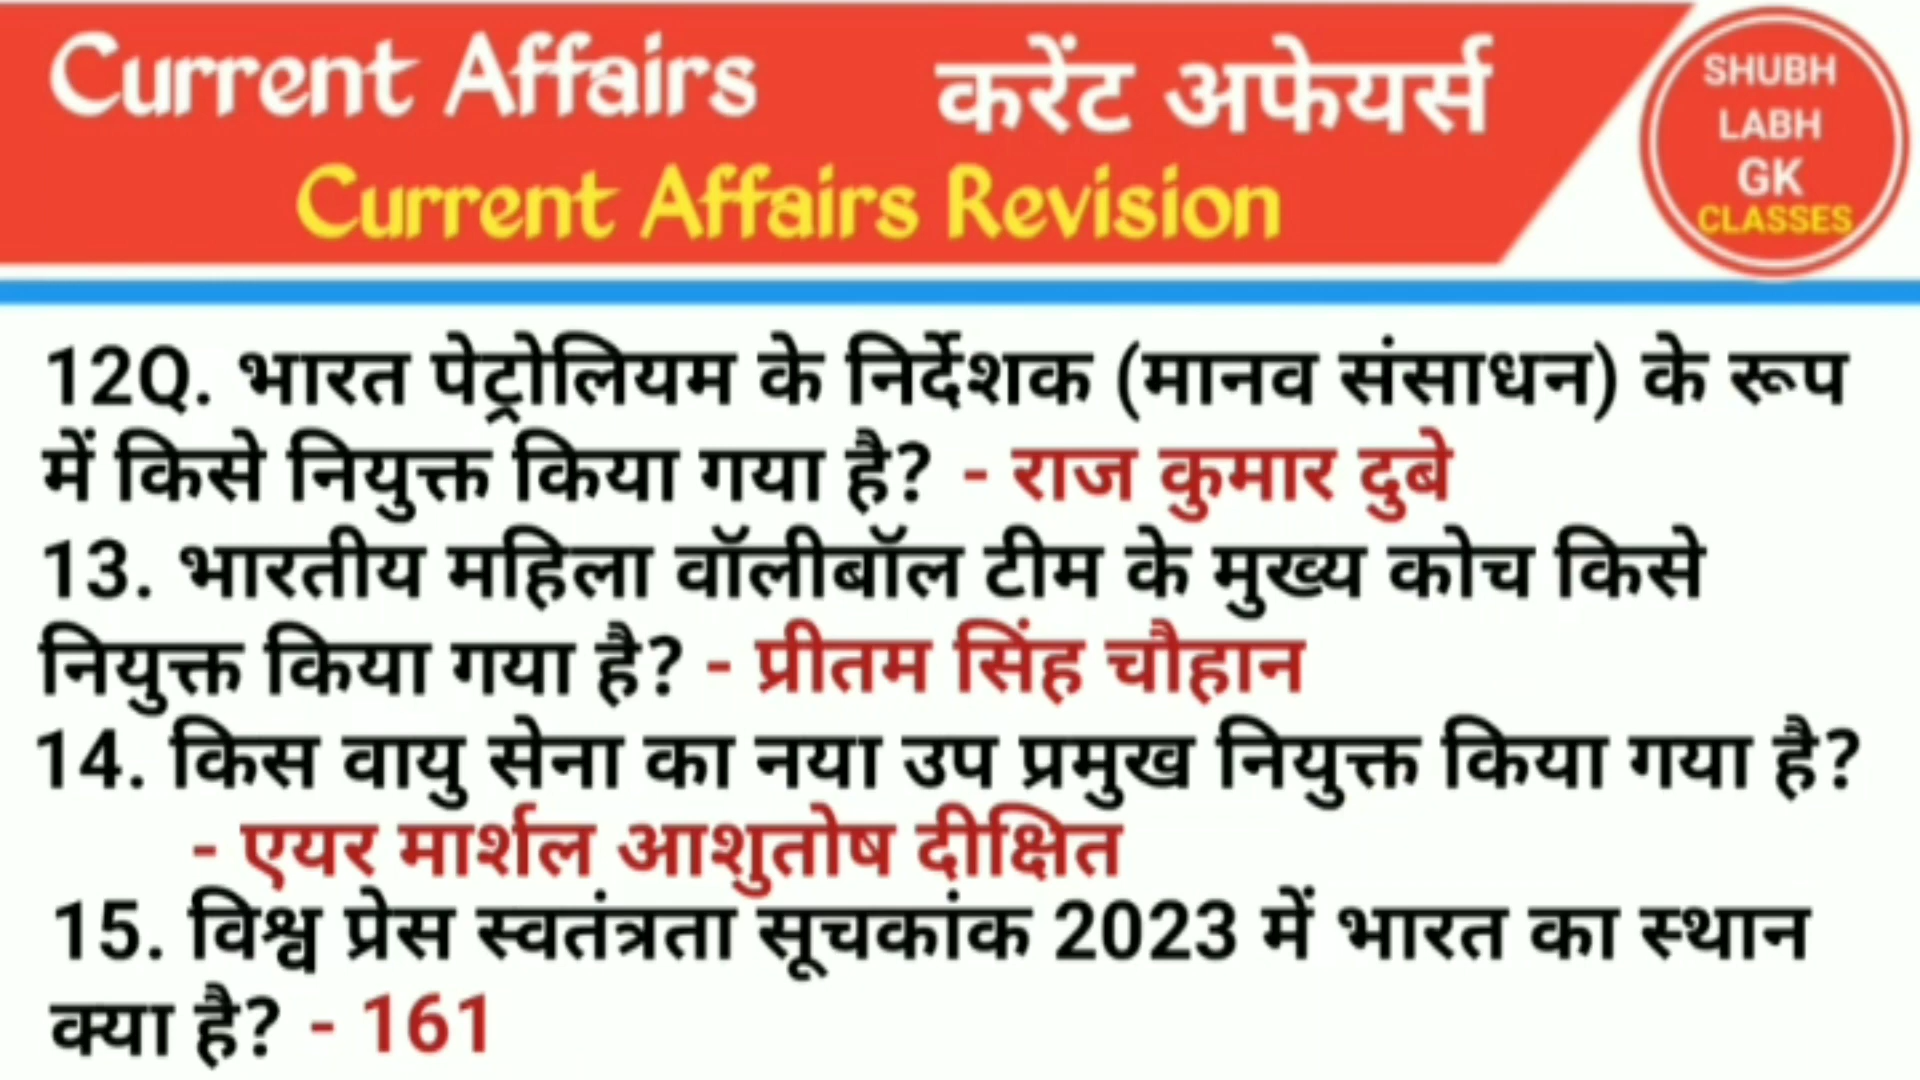 Current Affairs करेंट अफेयर्स
Current Affairs Revision
SHUBH
LABH
GK
CLASSES
12Q. भारत पेट्रोलियम के निर्देशक (मानव संसाधन) के रूप
में किसे नियुक्त किया गया है? - राज कुमार दुबे
13. भारतीय महिला वॉलीबॉल टीम के मुख्य कोच किसे
नियुक्त किया गया है? - प्रीतम सिंह चौहान
14. किस वायु सेना का नया उप प्रमुख नियुक्त किया गया है?
- एयर मार्शल आशुतोष दीक्षित
15. विश्व प्रेस स्वतंत्रता सूचकांक 2023 में भारत का स्थान
क्या है? - 161